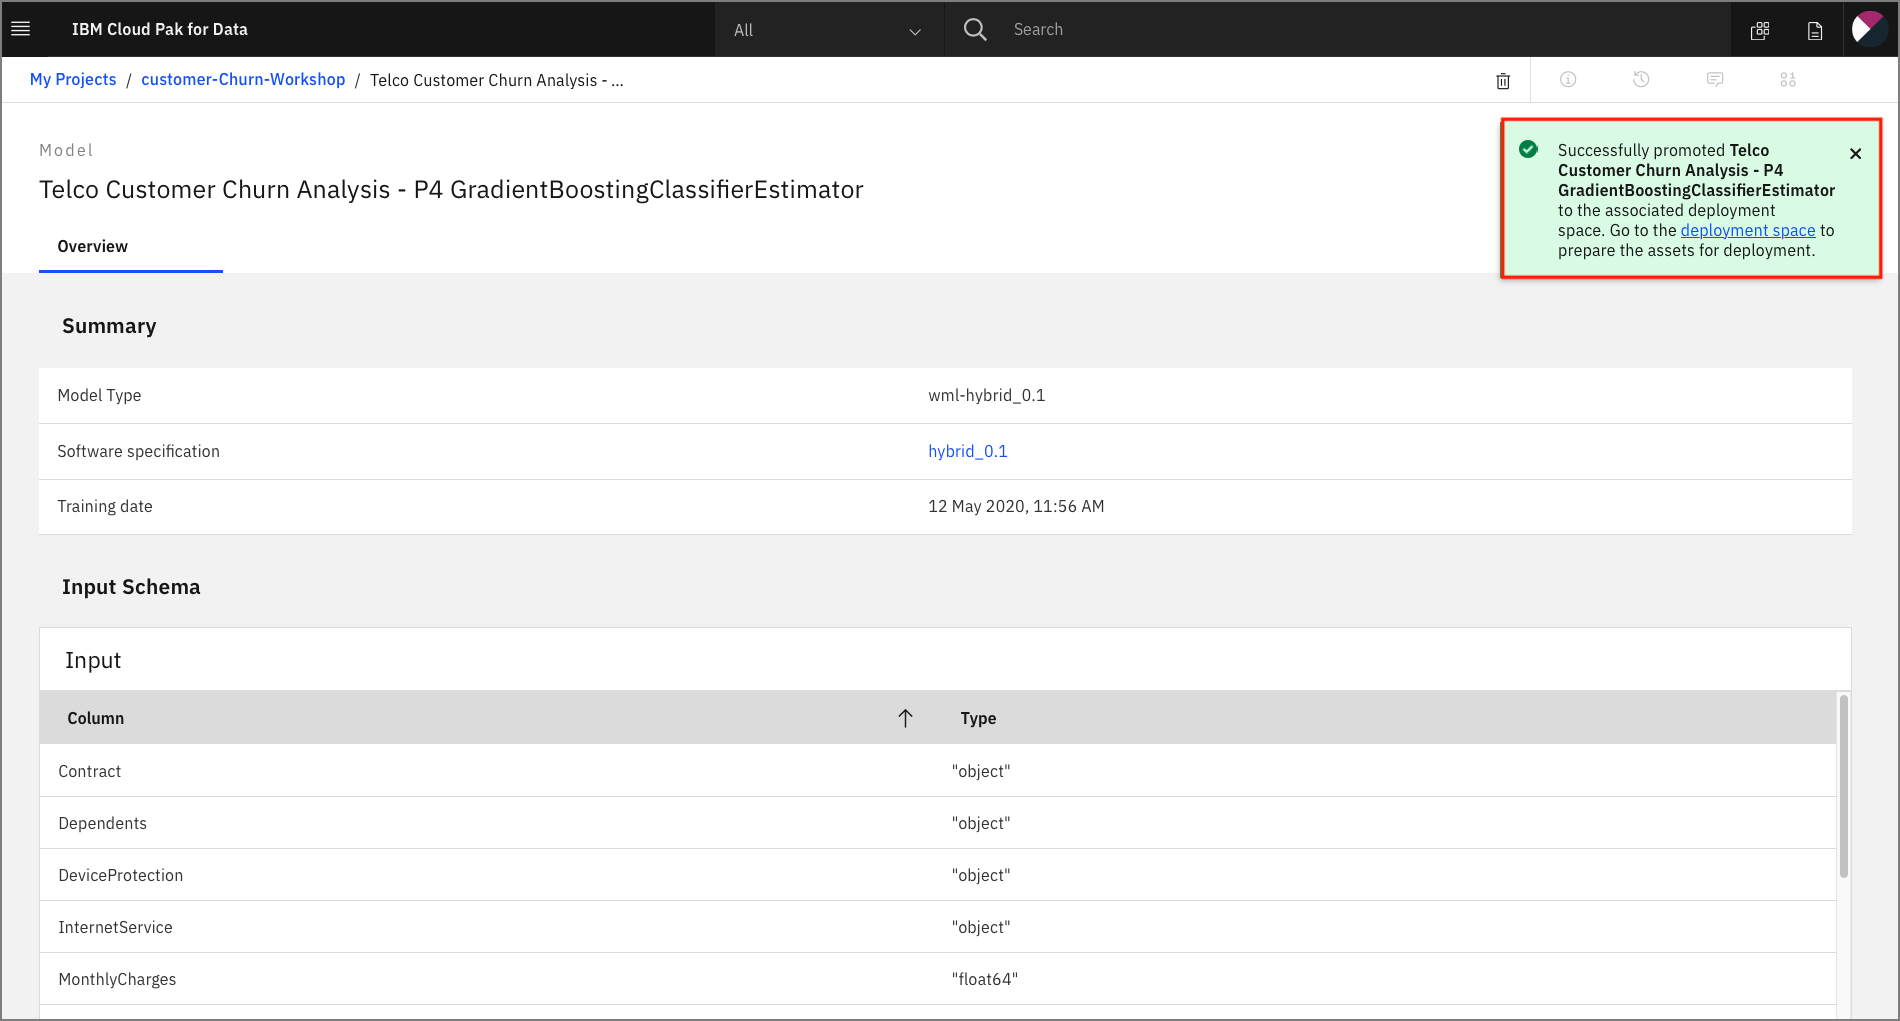 IBM Cloud Pak for Data
All
Search
My Projects / customer-Churn-Workshop / Telco Customer Churn Analysis - ...
Model
Telco Customer Churn Analysis - P4 GradientBoostingClassifierEstimator
Successfully promoted Telco
Customer Churn Analysis - P4
GradientBoostingClassifierEstimator
to the associated deployment
space. Go to the deployment space to
prepare the assets for deployment.
Overview
Summary
Model Type wml-hybrid_0.1
Software specification hybrid_0.1
Training date 12 May 2020, 11:56 AM
Input Schema
Input
Column Type
Contract "object"
Dependents "object"
DeviceProtection "object"
InternetService "object"
MonthlyCharges "float64"